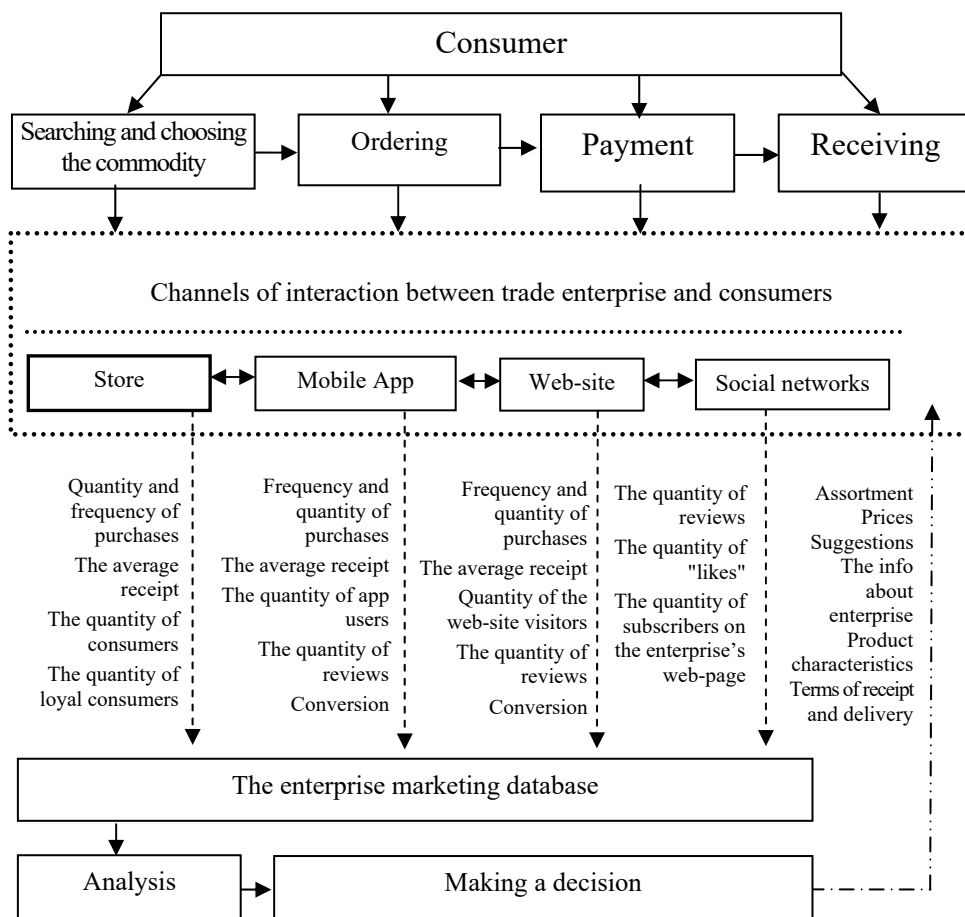 Consumer
Searching and choosing
the commodity
Ordering
Payment
Receiving
Channels of interaction between trade enterprise and consumers
Store
Mobile App
Web-site
Social networks
Quantity and
frequency of
purchases
The average
receipt
The quantity of
consumers
The quantity of
loyal consumers
Frequency and
quantity of
purchases
The average receipt
The quantity of app
users
The quantity of
reviews
Conversion
Frequency and
quantity of
purchases
The average receipt
Quantity of the
web-site visitors
The quantity of
reviews
Conversion
The quantity of
reviews
The quantity of
"likes"
The quantity of
subscribers on
the enterprise’s
web-page
Assortment
Prices
Suggestions
The info
about
enterprise
Product
characteristics
Terms of receipt
and delivery
The enterprise marketing database
Analysis
Making a decision